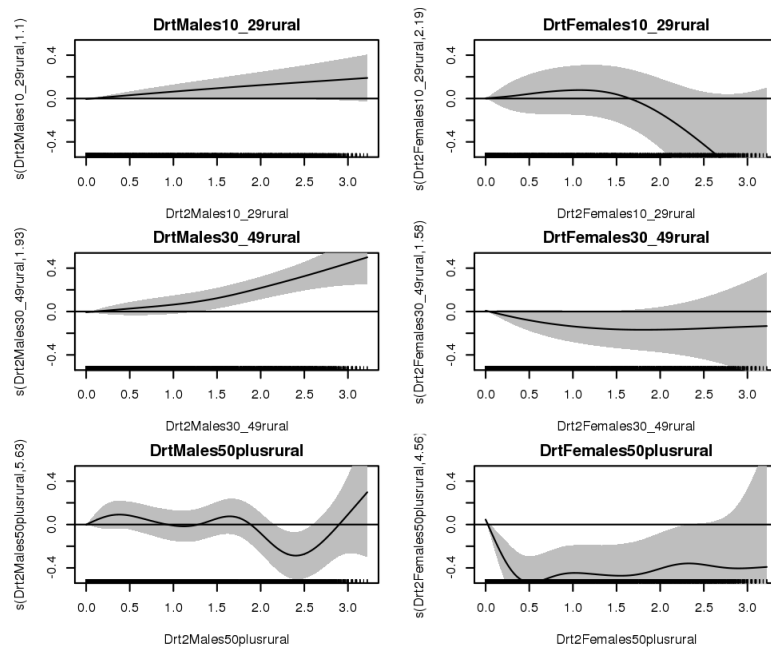 DrtMales10_29rural
s(Drt2Males10_29rural,1.1)
0.4
0.0
-0.4
0.0 0.5 1.0 1.5 2.0 2.5 3.0
Drt2Males10_29rural
DrtFemales10_29rural
s(Drt2Females10_29rural,2.19)
0.4
0.0
-0.4
0.0 0.5 1.0 1.5 2.0 2.5 3.0
Drt2Females10_29rural
DrtMales30_49rural
s(Drt2Males30_49rural,1.93)
0.4
0.0
-0.4
0.0 0.5 1.0 1.5 2.0 2.5 3.0
Drt2Males30_49rural
DrtFemales30_49rural
s(Drt2Females30_49rural,1.58)
0.4
0.0
-0.4
0.0 0.5 1.0 1.5 2.0 2.5 3.0
Drt2Females30_49rural
DrtMales50plusrural
s(Drt2Males50plusrural,5.63)
0.4
0.0
-0.4
0.0 0.5 1.0 1.5 2.0 2.5 3.0
Drt2Males50plusrural
DrtFemales50plusrural
s(Drt2Females50plusrural,4.56)
0.4
0.0
-0.4
0.0 0.5 1.0 1.5 2.0 2.5 3.0
Drt2Females50plusrural